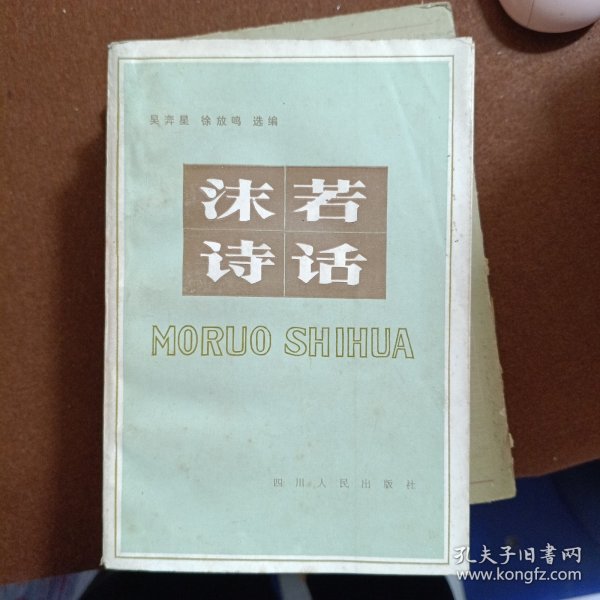 吴奔星 徐放鸣 选编
沫若
诗话
MORUO SHIHUA
四川人民出版社
孔夫子旧书网
www.kongfz.com